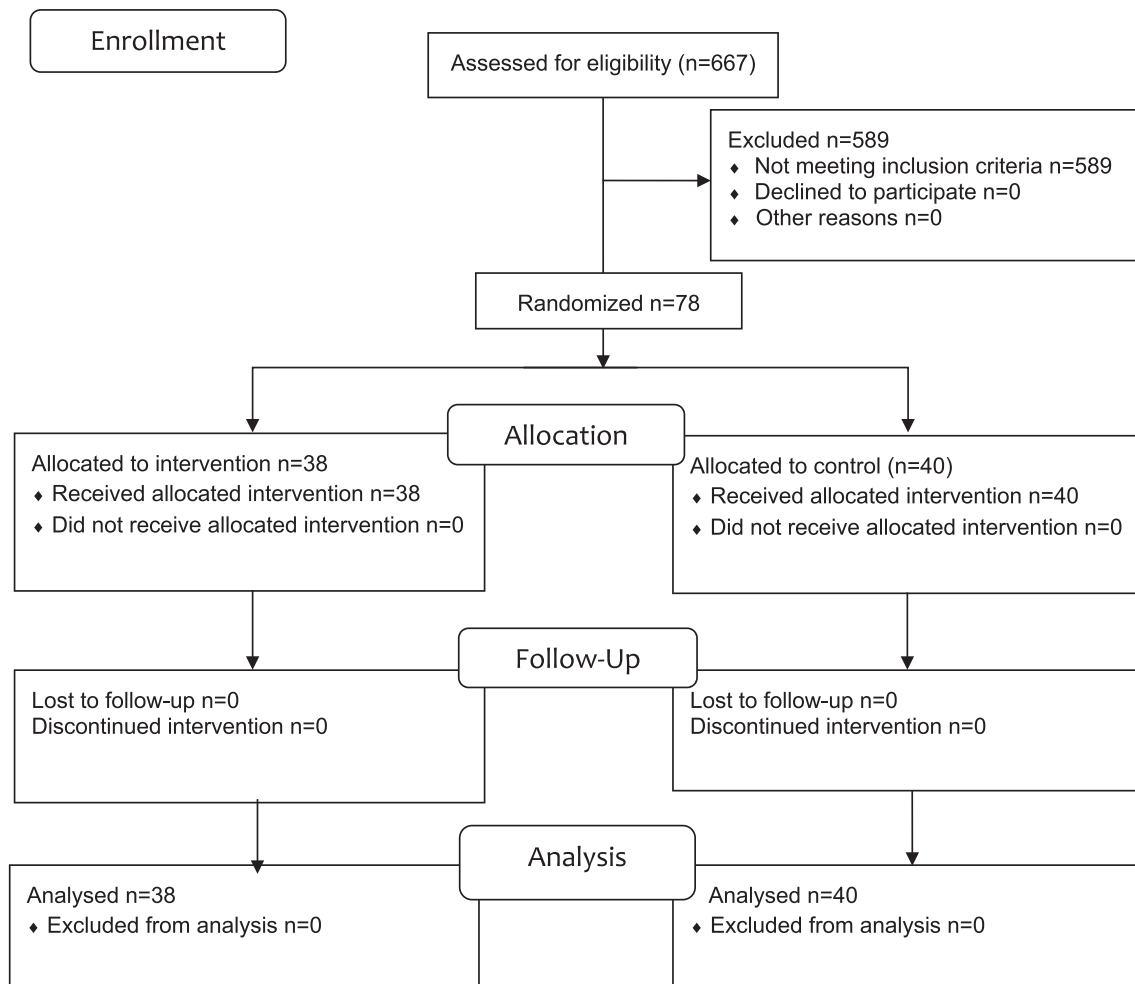 Enrollment
Assessed for eligibility (n=667)
Excluded n=589
⬧ Not meeting inclusion criteria n=589
⬧ Declined to participate n=0
⬧ Other reasons n=0
Randomized n=78
Allocation
Allocated to intervention n=38
⬧ Received allocated intervention n=38
⬧ Did not receive allocated intervention n=0
Allocated to control (n=40)
⬧ Received allocated intervention n=40
⬧ Did not receive allocated intervention n=0
Follow-Up
Lost to follow-up n=0
Discontinued intervention n=0
Lost to follow-up n=0
Discontinued intervention n=0
Analysis
Analysed n=38
⬧ Excluded from analysis n=0
Analysed n=40
⬧ Excluded from analysis n=0